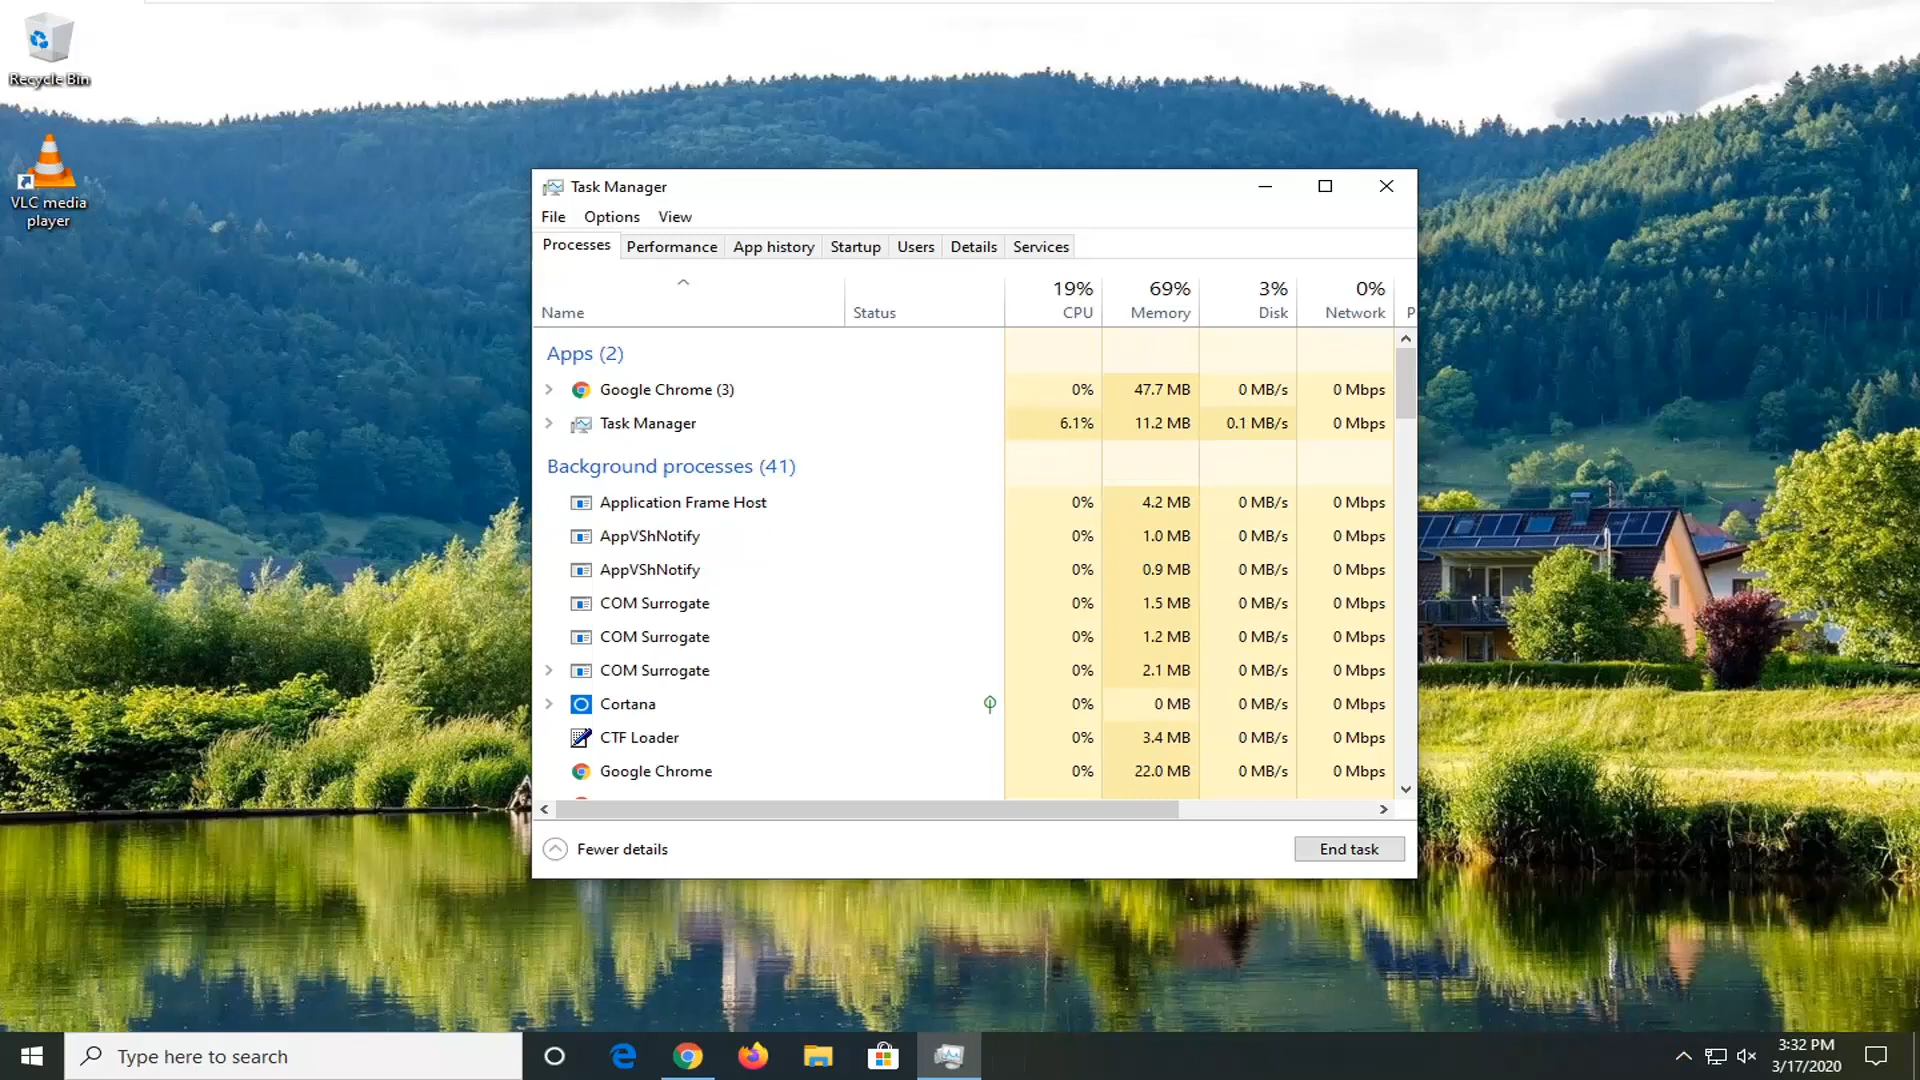 Recycle Bin
VLC media
player
Task Manager
File Options View
Processes Performance App history Startup Users Details Services
19% 69% 3% 0%
Name Status CPU Memory Disk Network P
Apps (2)
Google Chrome (3) 0% 47.7 MB 0 MB/s 0 Mbps
Task Manager 6.1% 11.2 MB 0.1 MB/s 0 Mbps
Background processes (41)
Application Frame Host 0% 4.2 MB 0 MB/s 0 Mbps
AppVShNotify 0% 1.0 MB 0 MB/s 0 Mbps
AppVShNotify 0% 0.9 MB 0 MB/s 0 Mbps
COM Surrogate 0% 1.5 MB 0 MB/s 0 Mbps
COM Surrogate 0% 1.2 MB 0 MB/s 0 Mbps
COM Surrogate 0% 2.1 MB 0 MB/s 0 Mbps
Cortana 0% 0 MB 0 MB/s 0 Mbps
CTF Loader 0% 3.4 MB 0 MB/s 0 Mbps
Google Chrome 0% 22.0 MB 0 MB/s 0 Mbps
Fewer details End task
Type here to search
3:32 PM
3/17/2020